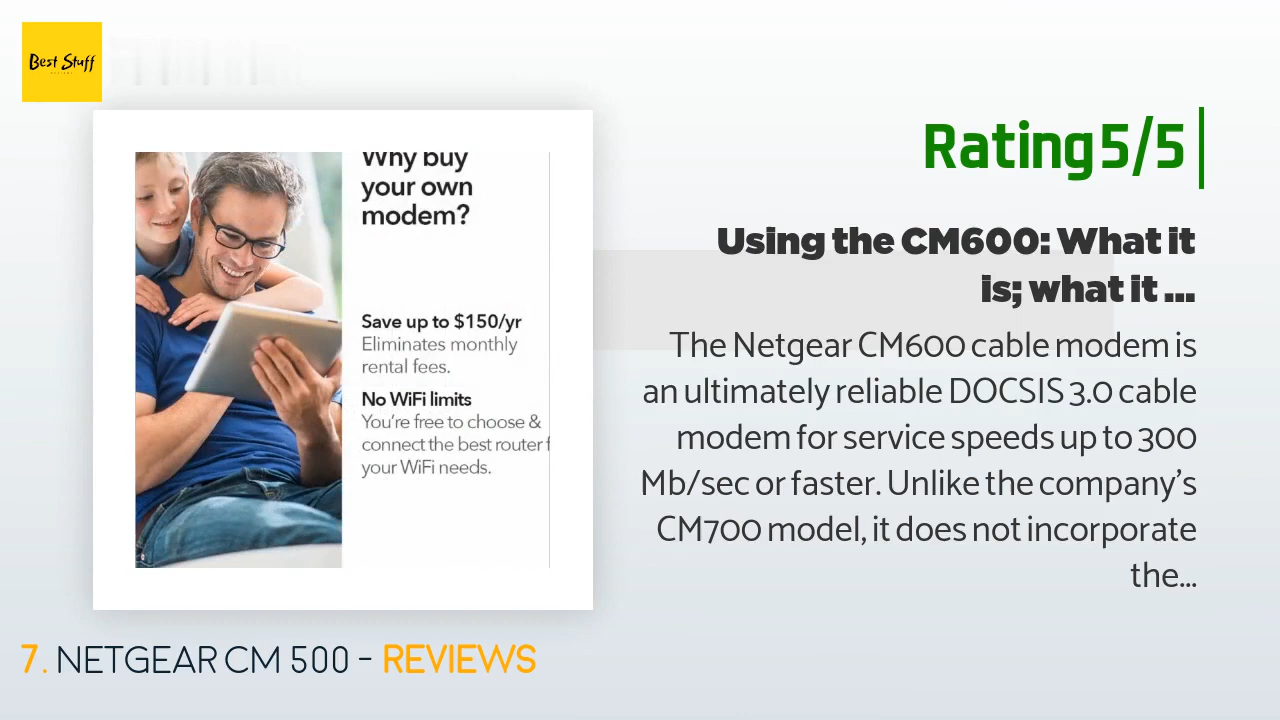 Best Stuff
Why buy
your own
modem?
Save up to $150/yr
Eliminates monthly
rental fees.
No WiFi limits
You're free to choose &
connect the best router
your WiFi needs.
Rating 5/5
Using the CM600: What it
is; what it ...
The Netgear CM600 cable modem is
an ultimately reliable DOCSIS 3.0 cable
modem for service speeds up to 300
Mb/sec or faster. Unlike the company's
CM700 model, it does not incorporate
the...
7. NETGEAR CM 500 - REVIEWS